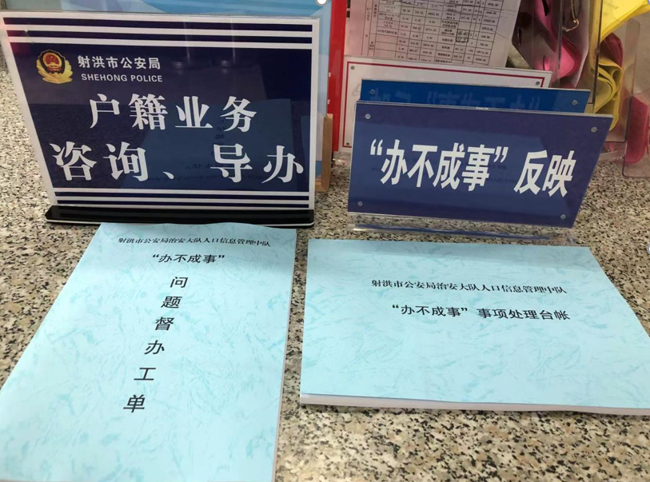 射洪市公安局
SHEHONG POLICE
户籍业务
咨询、导办
“办不成事”反映
射洪市公安局治安大队人口信息管理中队
“办不成事”
问题督办工单
射洪市公安局治安大队人口信息管理中队
“办不成事”事项处理台帐